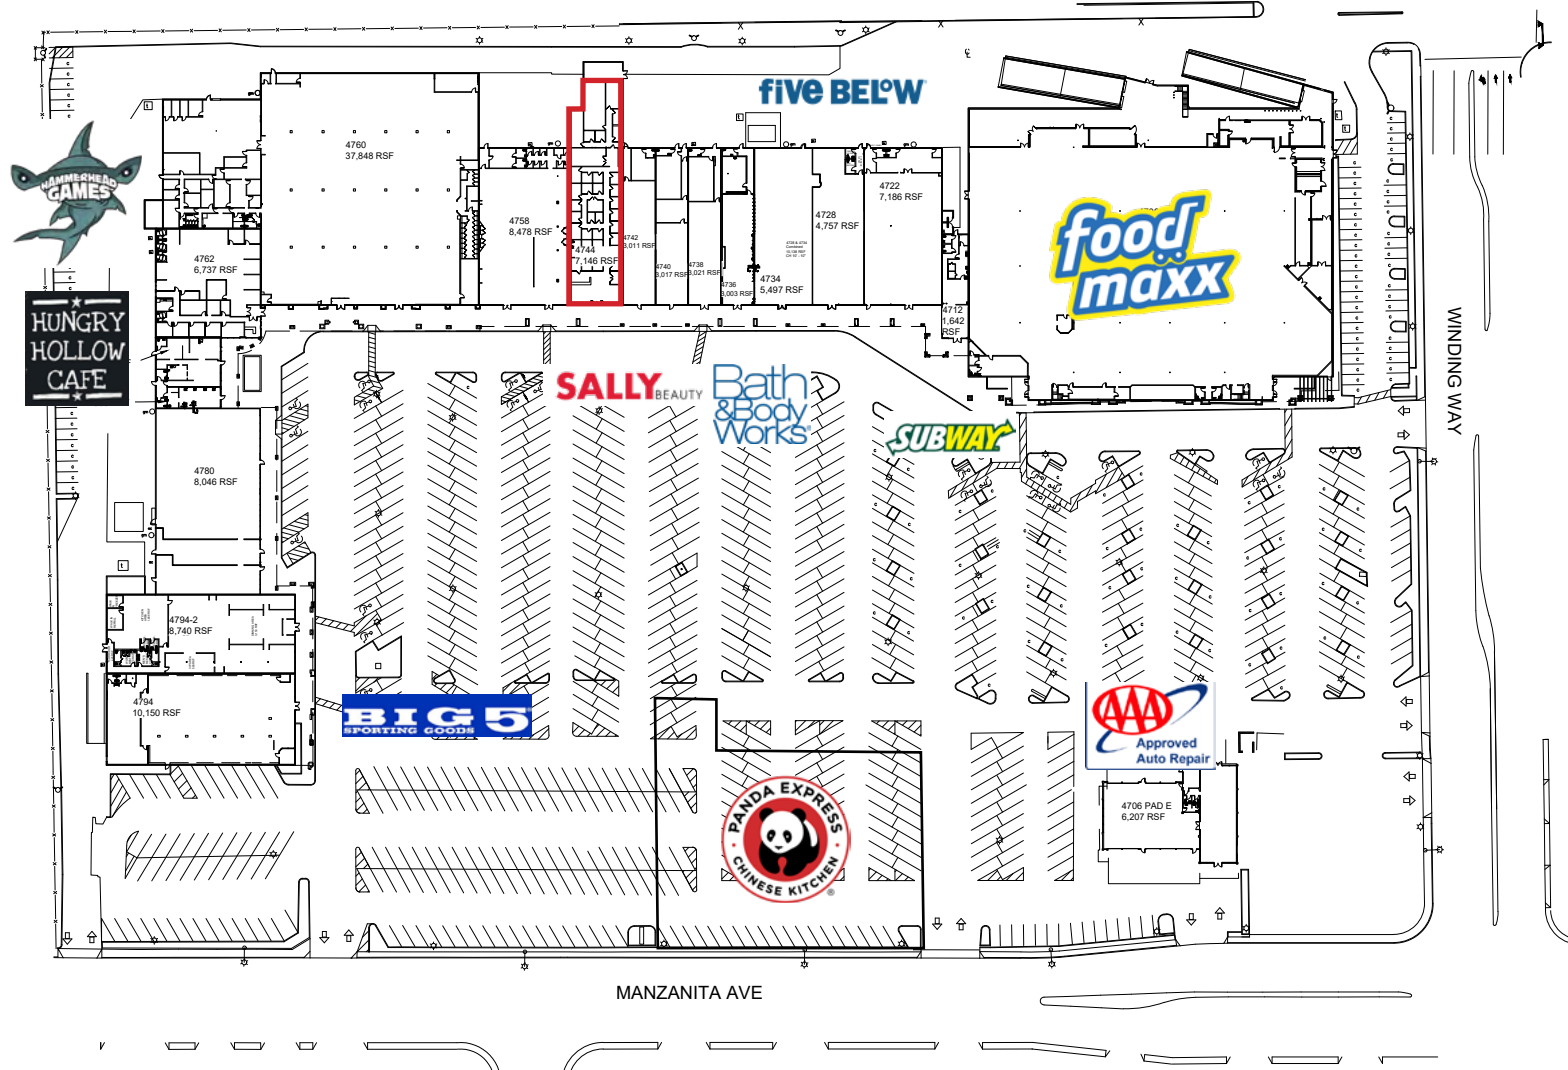 five BELOW
4760
37,848 RSF
HAMMERHEAD
GAMES
4722
7,186 RSF
4728
4,757 RSF
4758
8,478 RSF
4742
3,011 RSF
4744
7,146 RSF
4762
6,737 RSF
4740
3,017 RSF
4738
3,021 RSF
4736
3,003 RSF
4734
5,497 RSF
food
maxx
4712
1,642
RSF
HUNGRY
HOLLOW
CAFE
WINDING WAY
SALLY
BEAUTY
Bath
&Body
Works
SUBWAY
4780
8,046 RSF
4794-2
8,740 RSF
4794
10,150 RSF
BIG 5
SPORTING GOODS
AAA
Approved
Auto Repair
PANDA EXPRESS
CHINESE KITCHEN
4706 PAD E
6,207 RSF
MANZANITA AVE